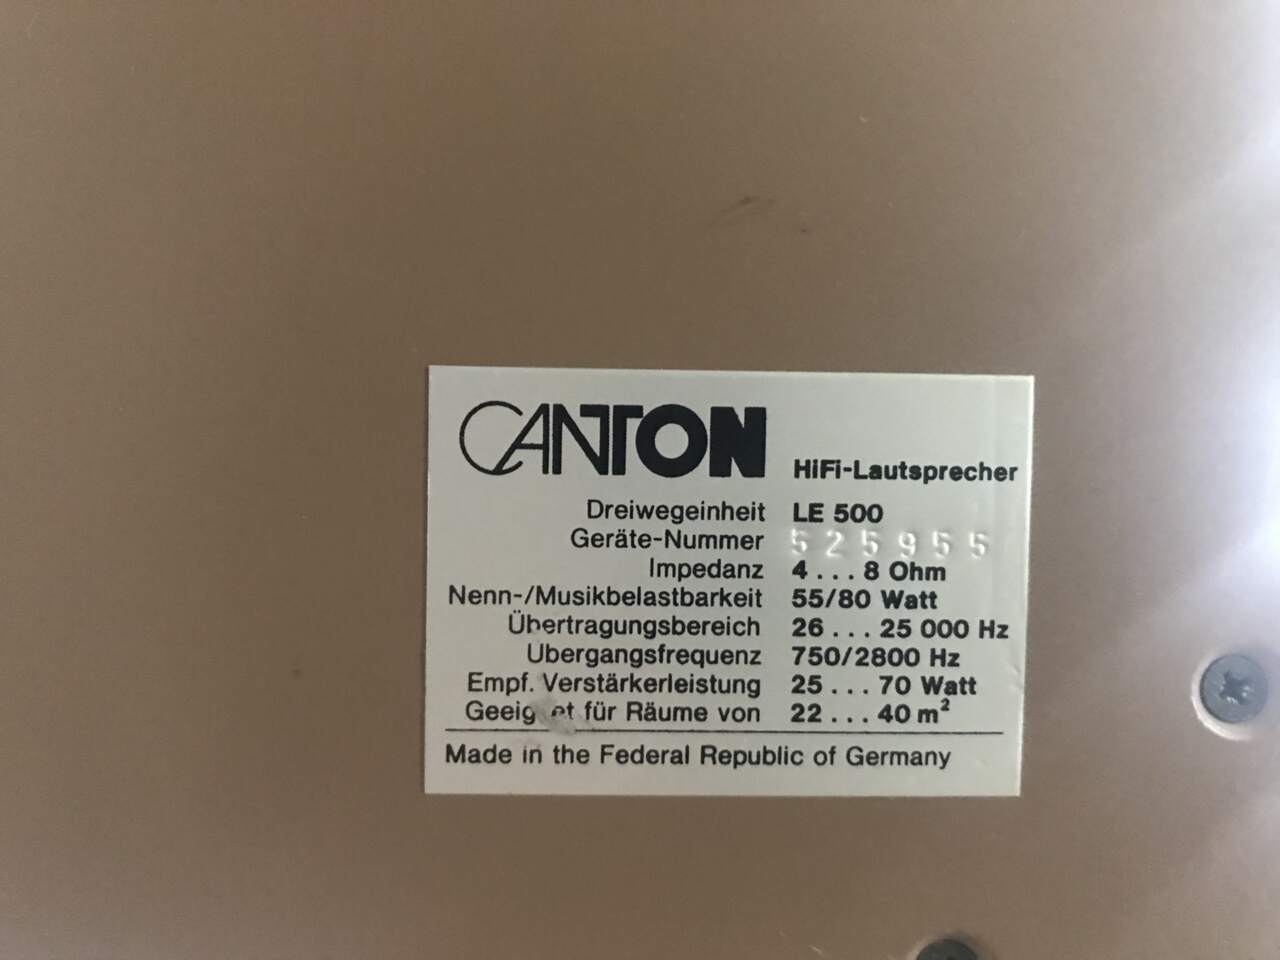 CANTON HiFi-Lautsprecher
Dreiwegeinheit LE 500
Geräte-Nummer 525955
Impedanz 4...8 Ohm
Nenn-/Musikbelastbarkeit 55/80 Watt
Übertragungsbereich 26...25 000 Hz
Übergangsfrequenz 750/2800 Hz
Empf. Verstärkerleistung 25...70 Watt
Geeignet für Räume von 22...40 m²
Made in the Federal Republic of Germany